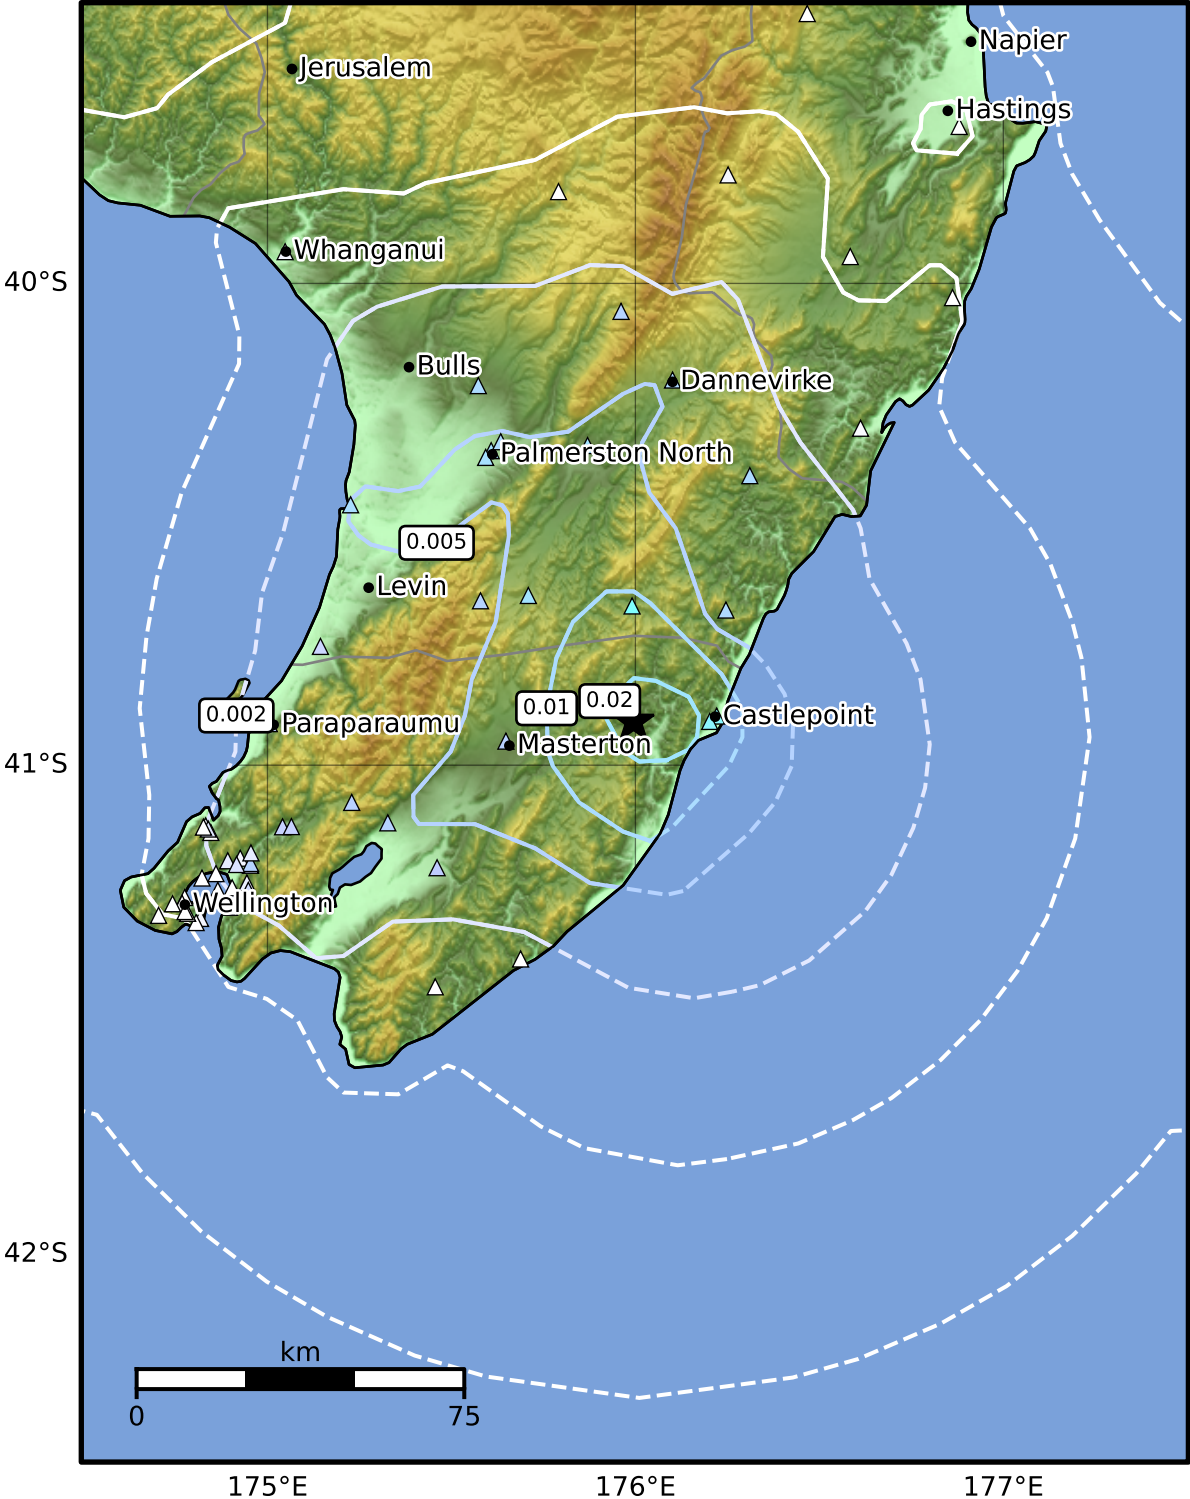 Napier
Jerusalem
Hastings
Whanganui
40°S
Bulls
Dannevirke
Palmerston North
0.005
Levin
0.02
0.01
0.002
Paraparaumu
Castlepoint
Masterton
41°S
Wellington
42°S
km
0
75
175°E
176°E
177°E